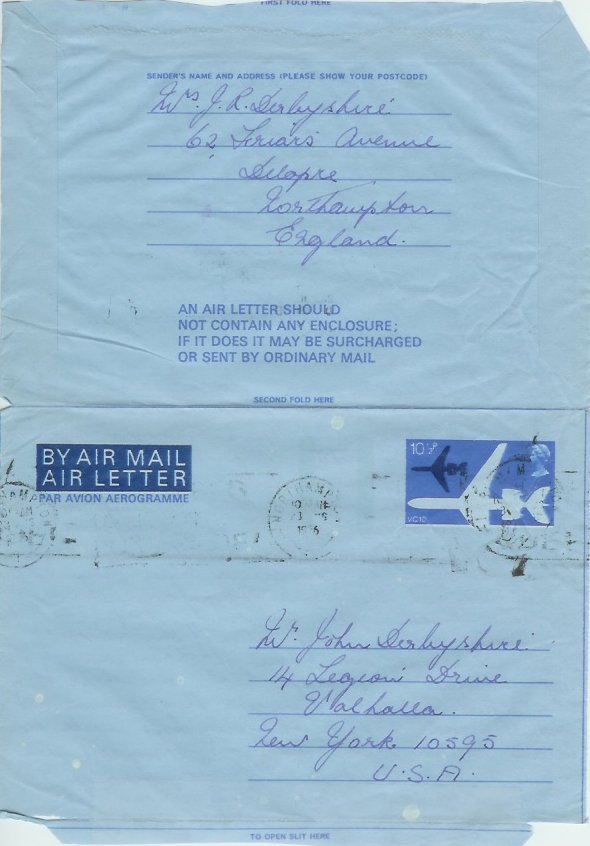 FIRST FOLD HERE
SENDER'S NAME AND ADDRESS (PLEASE SHOW YOUR POSTCODE)
Mrs. J. R. Derbyshire
62 Friars Avenue
Delapre
Northampton
England.
AN AIR LETTER SHOULD
NOT CONTAIN ANY ENCLOSURE;
IF IT DOES IT MAY BE SURCHARGED
OR SENT BY ORDINARY MAIL
SECOND FOLD HERE
BY AIR MAIL
AIR LETTER
PAR AVION AEROGRAMME
10½P
VC10
Mr. John Derbyshire.
14 Legion Drive
Valhalla.
New York 10595
U.S.A.
TO OPEN SLIT HERE